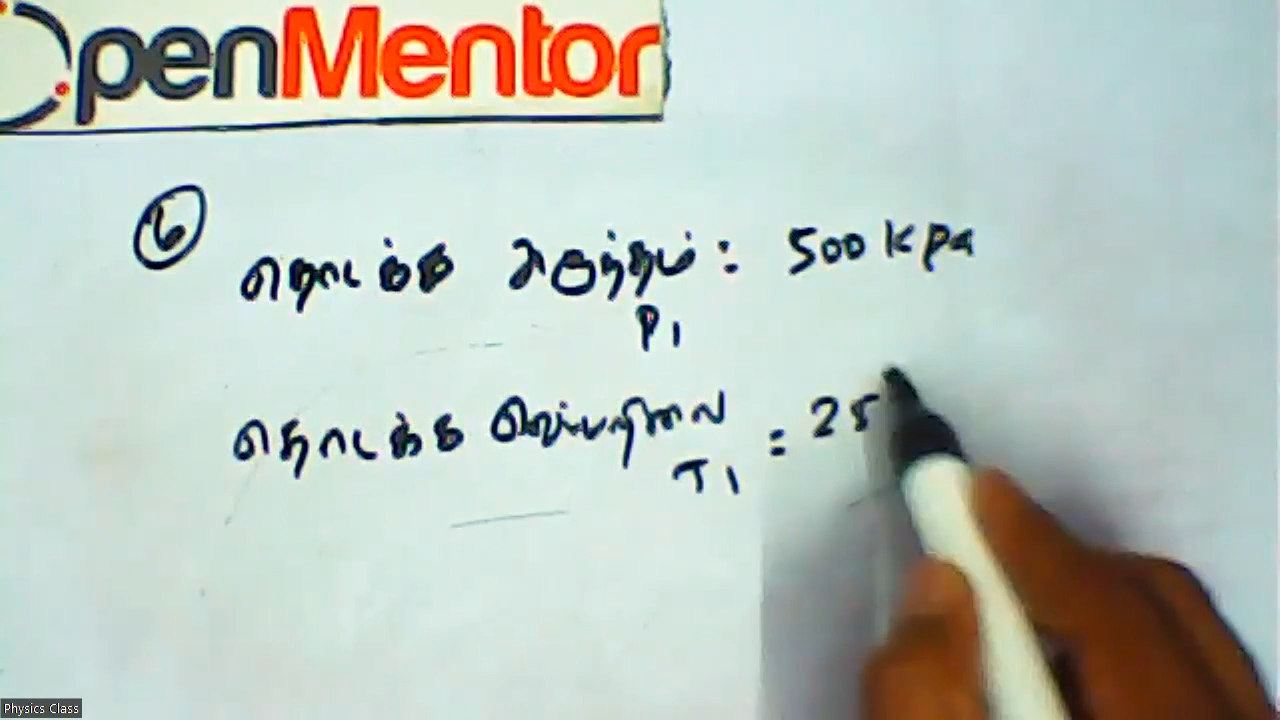 OpenMentor
6
தொடக்க அழுத்தம் : 500 kpa
P1
தொடக்க வெப்பநிலை = 25
T1
Physics Class